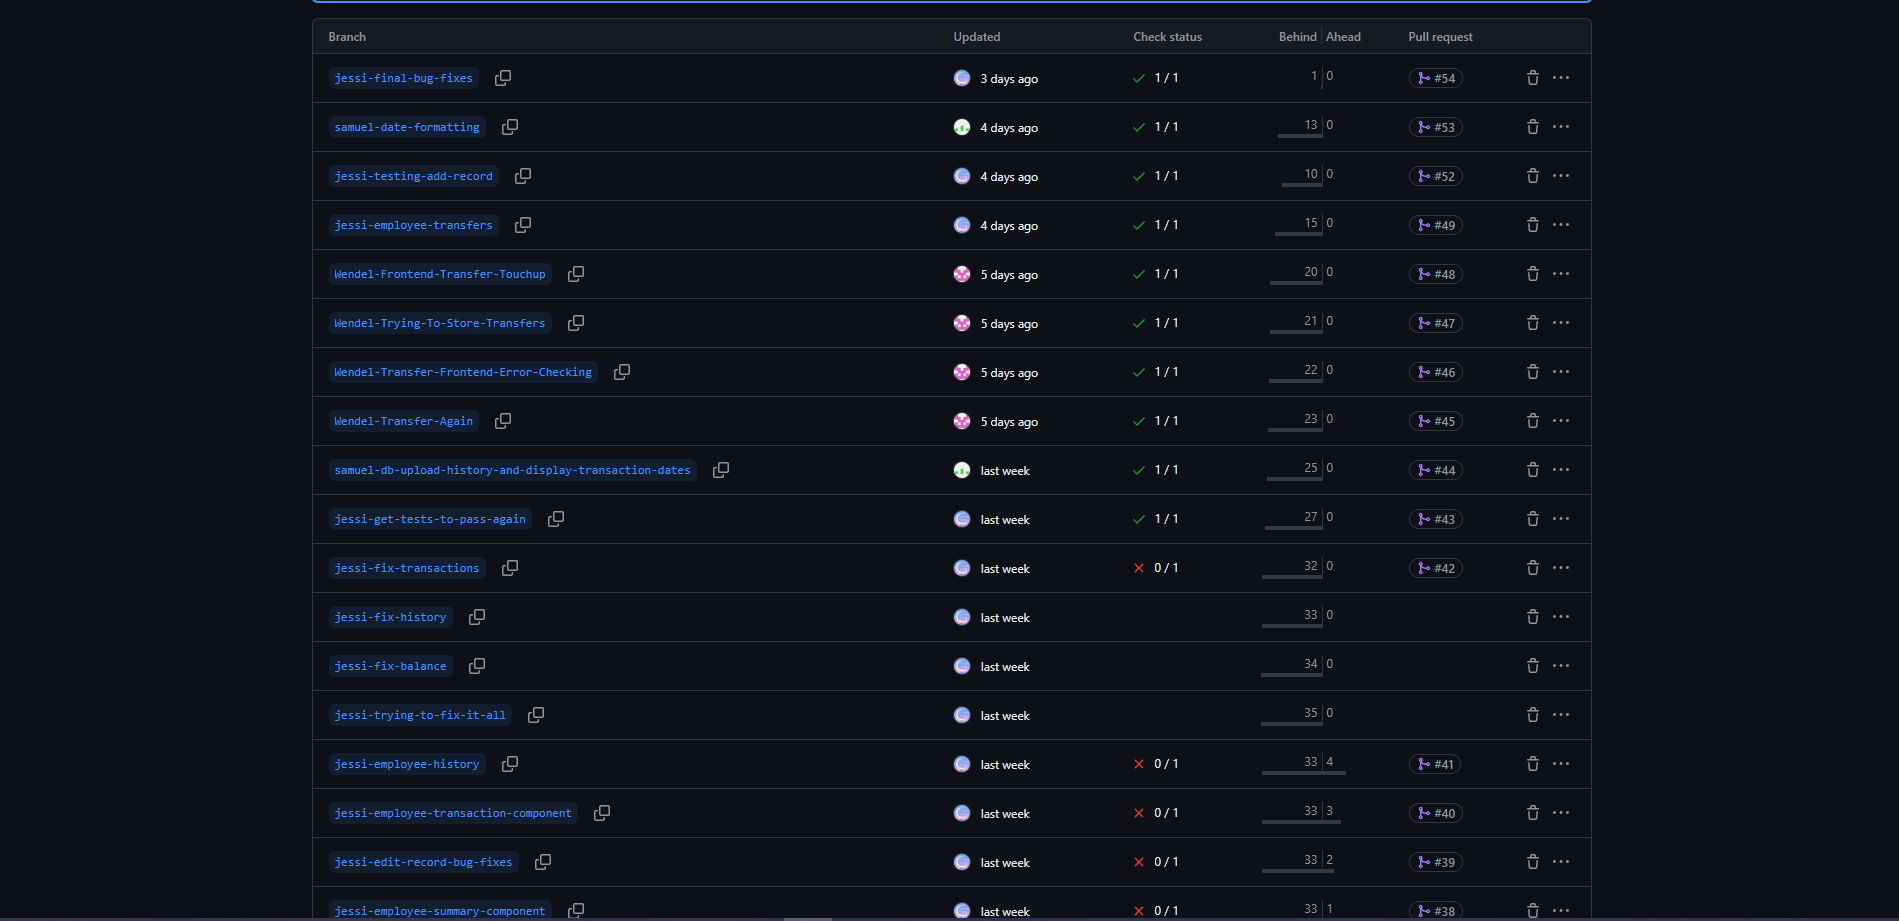 Branch Updated Check status Behind Ahead Pull request
jessi-final-bug-fixes 3 days ago 1 / 1 1 0 #54
samuel-date-formatting 4 days ago 1 / 1 13 0 #53
jessi-testing-add-record 4 days ago 1 / 1 10 0 #52
jessi-employee-transfers 4 days ago 1 / 1 15 0 #49
Wendel-Frontend-Transfer-Touchup 5 days ago 1 / 1 20 0 #48
Wendel-Trying-To-Store-Transfers 5 days ago 1 / 1 21 0 #47
Wendel-Transfer-Frontend-Error-Checking 5 days ago 1 / 1 22 0 #46
Wendel-Transfer-Again 5 days ago 1 / 1 23 0 #45
samuel-db-upload-history-and-display-transaction-dates last week 1 / 1 25 0 #44
jessi-get-tests-to-pass-again last week 1 / 1 27 0 #43
jessi-fix-transactions last week 0 / 1 32 0 #42
jessi-fix-history last week 33 0
jessi-fix-balance last week 34 0
jessi-trying-to-fix-it-all last week 35 0
jessi-employee-history last week 0 / 1 33 4 #41
jessi-employee-transaction-component last week 0 / 1 33 3 #40
jessi-edit-record-bug-fixes last week 0 / 1 33 2 #39
jessi-employee-summary-component last week 0 / 1 33 1 #38